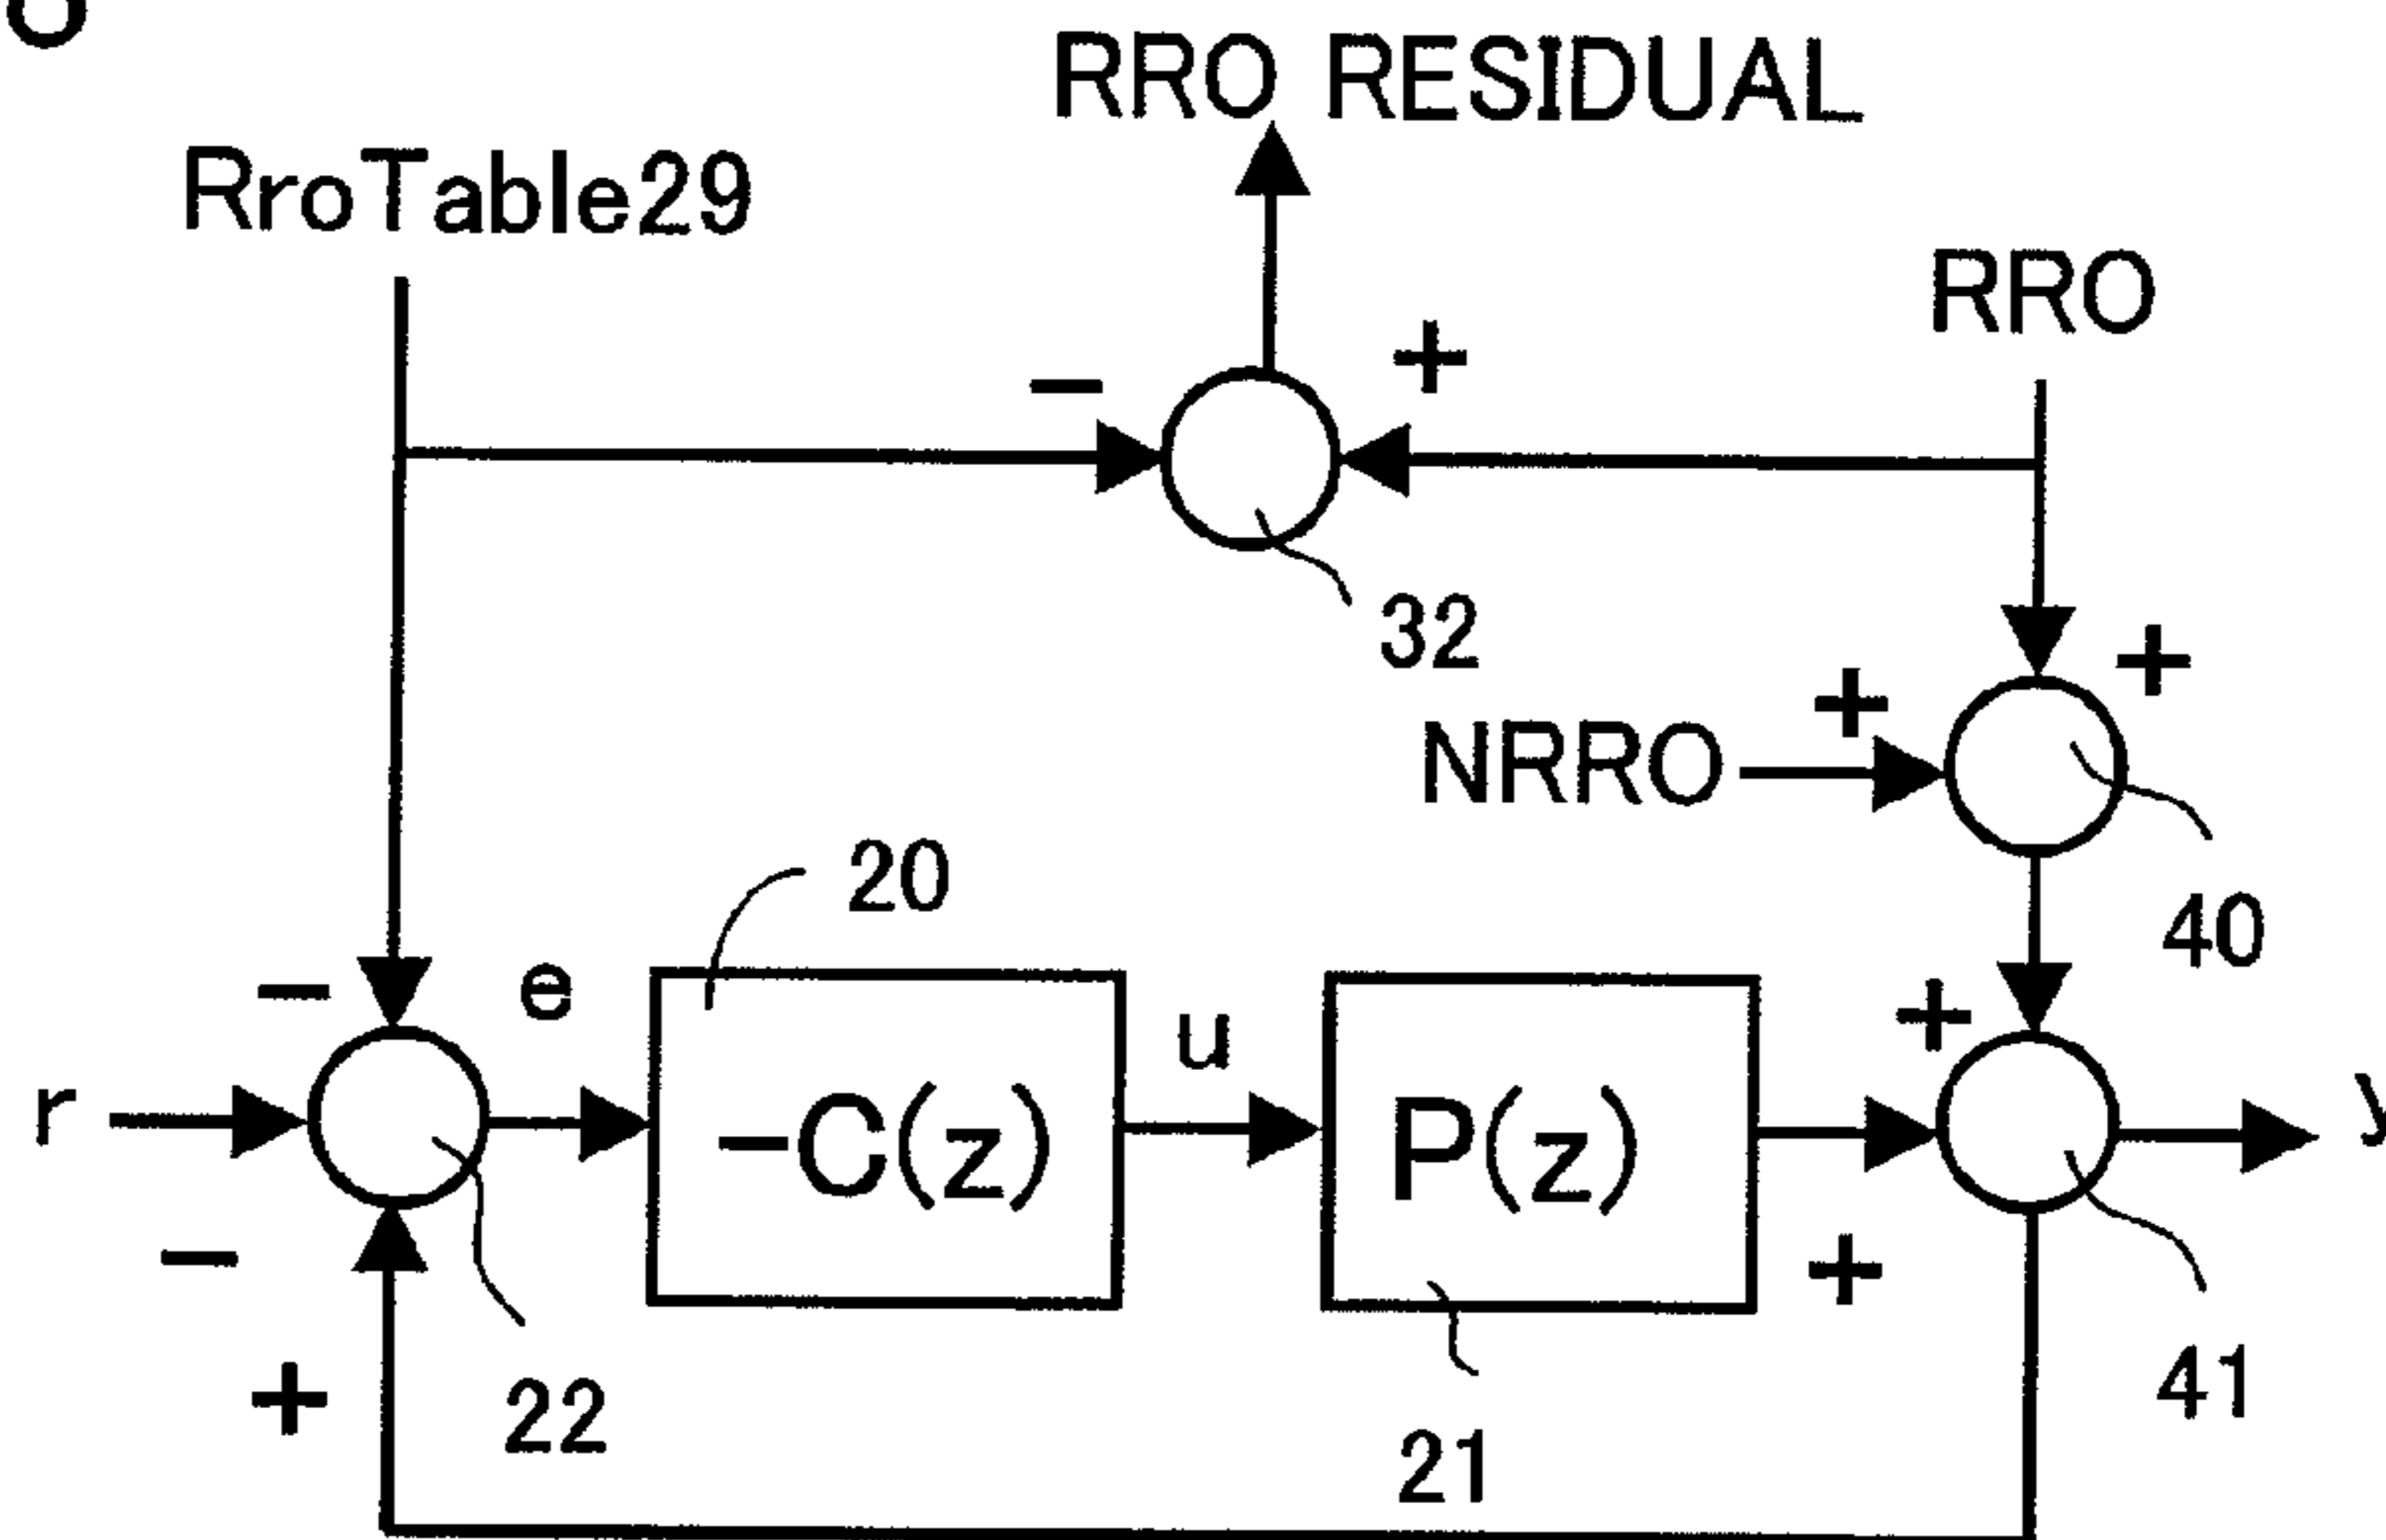 RRO RESIDUAL
RroTable29
RRO
−
+
32
+
+
NRRO
20
40
−
e
+
u
r
−C(z)
P(z)
y
−
+
+
22
21
41